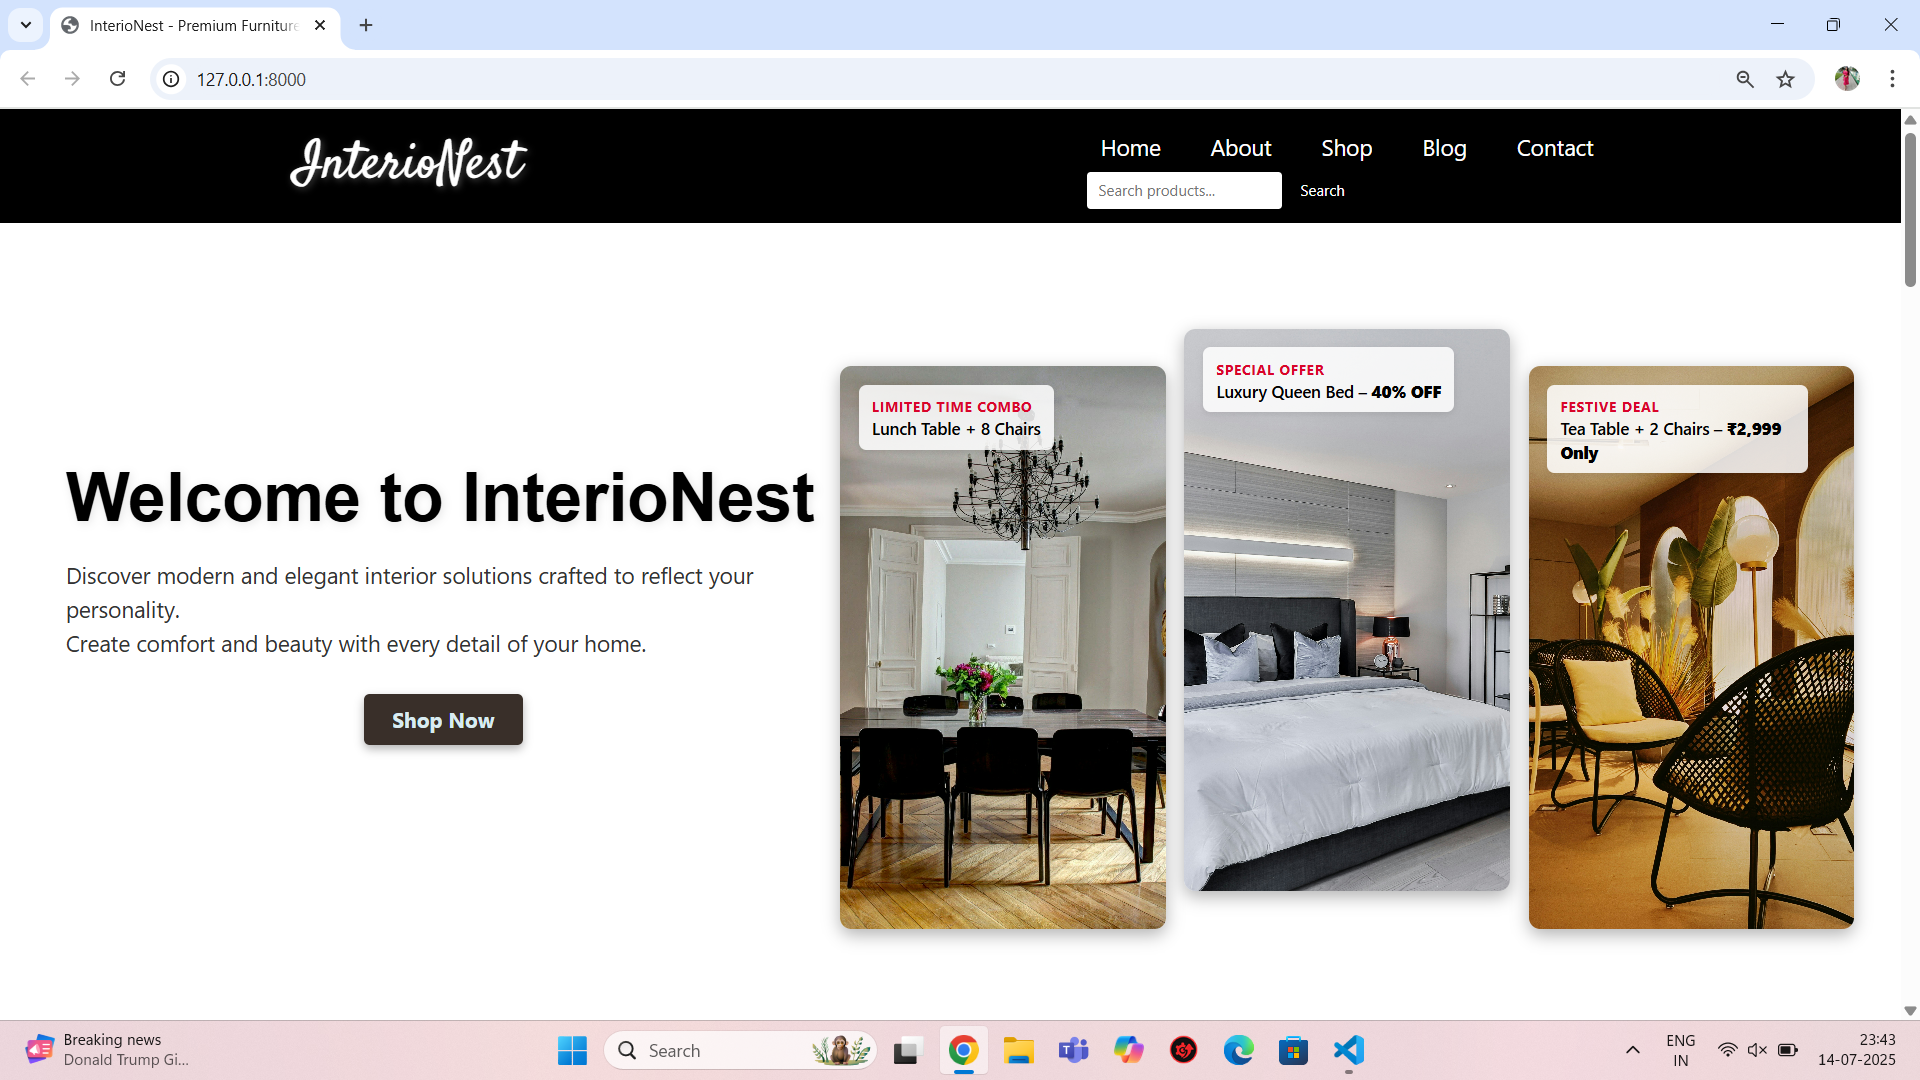 InterioNest - Premium Furniture
127.0.0.1:8000
InterioNest
Home About Shop Blog Contact
Search products...
Search
Welcome to InterioNest
Discover modern and elegant interior solutions crafted to reflect your
personality.
Create comfort and beauty with every detail of your home.
Shop Now
LIMITED TIME COMBO
Lunch Table + 8 Chairs
SPECIAL OFFER
Luxury Queen Bed – 40% OFF
FESTIVE DEAL
Tea Table + 2 Chairs – ₹2,999
Only
Breaking news
Donald Trump Gi...
Search
ENG
IN
23:43
14-07-2025